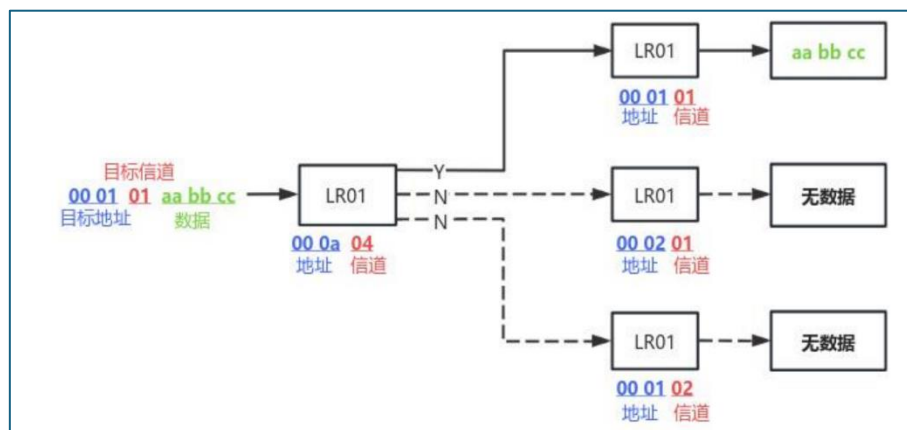 LR01
aa bb cc
00 01 01
地址 信道
目标信道
00 01 01 aa bb cc
目标地址 数据
LR01
00 0a 04
地址 信道
Y
N
N
LR01
无数据
00 02 01
地址 信道
LR01
无数据
00 01 02
地址 信道